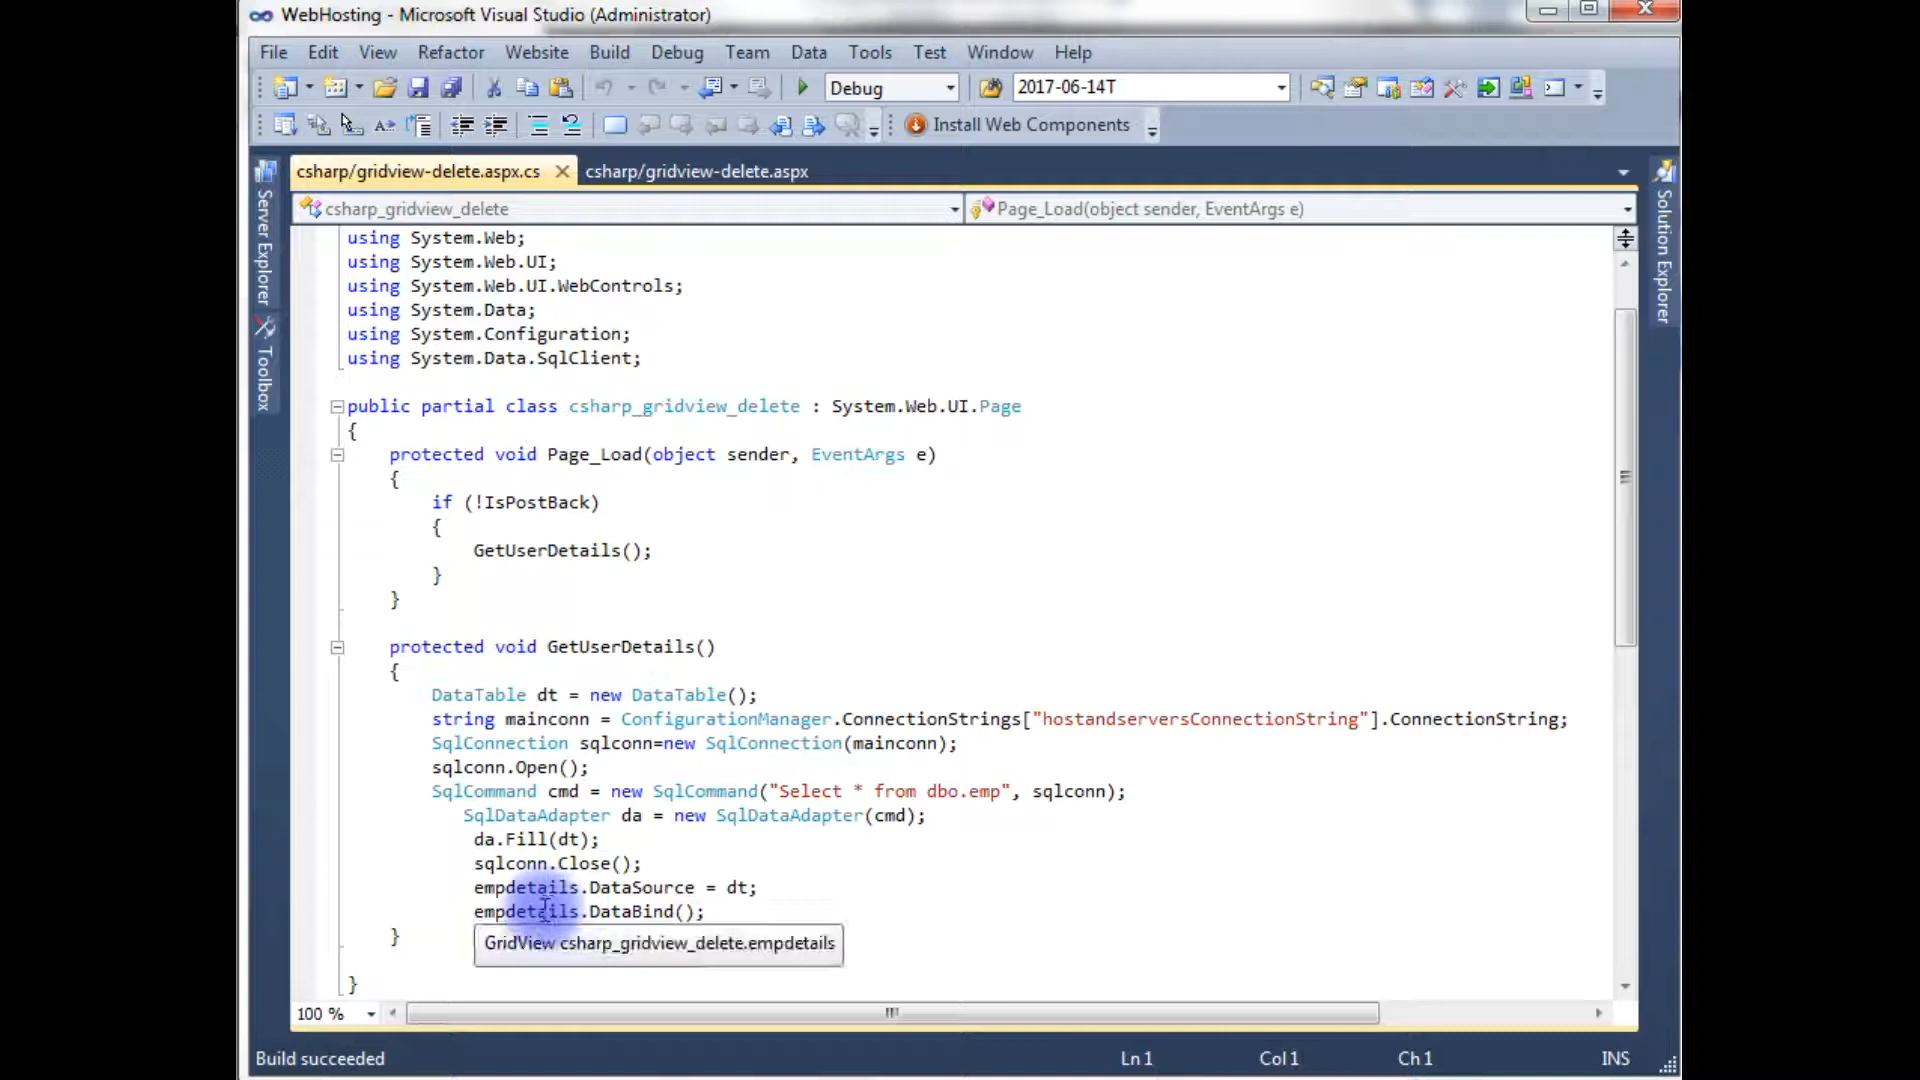 WebHosting - Microsoft Visual Studio (Administrator)
File Edit View Refactor Website Build Debug Team Data Tools Test Window Help
Debug 2017-06-14T
Install Web Components
csharp/gridview-delete.aspx.cs csharp/gridview-delete.aspx
csharp_gridview_delete Page_Load(object sender, EventArgs e)
Server Explorer
Toolbox
Solution Explorer
using System.Web;
using System.Web.UI;
using System.Web.UI.WebControls;
using System.Data;
using System.Configuration;
using System.Data.SqlClient;
public partial class csharp_gridview_delete : System.Web.UI.Page
{
protected void Page_Load(object sender, EventArgs e)
{
if (!IsPostBack)
{
GetUserDetails();
}
}
protected void GetUserDetails()
{
DataTable dt = new DataTable();
string mainconn = ConfigurationManager.ConnectionStrings["hostandserversConnectionString"].ConnectionString;
SqlConnection sqlconn=new SqlConnection(mainconn);
sqlconn.Open();
SqlCommand cmd = new SqlCommand("Select * from dbo.emp", sqlconn);
SqlDataAdapter da = new SqlDataAdapter(cmd);
da.Fill(dt);
sqlconn.Close();
empdetails.DataSource = dt;
empdetails.DataBind();
}
GridView csharp_gridview_delete.empdetails
}
100 %
Build succeeded Ln 1 Col 1 Ch 1 INS